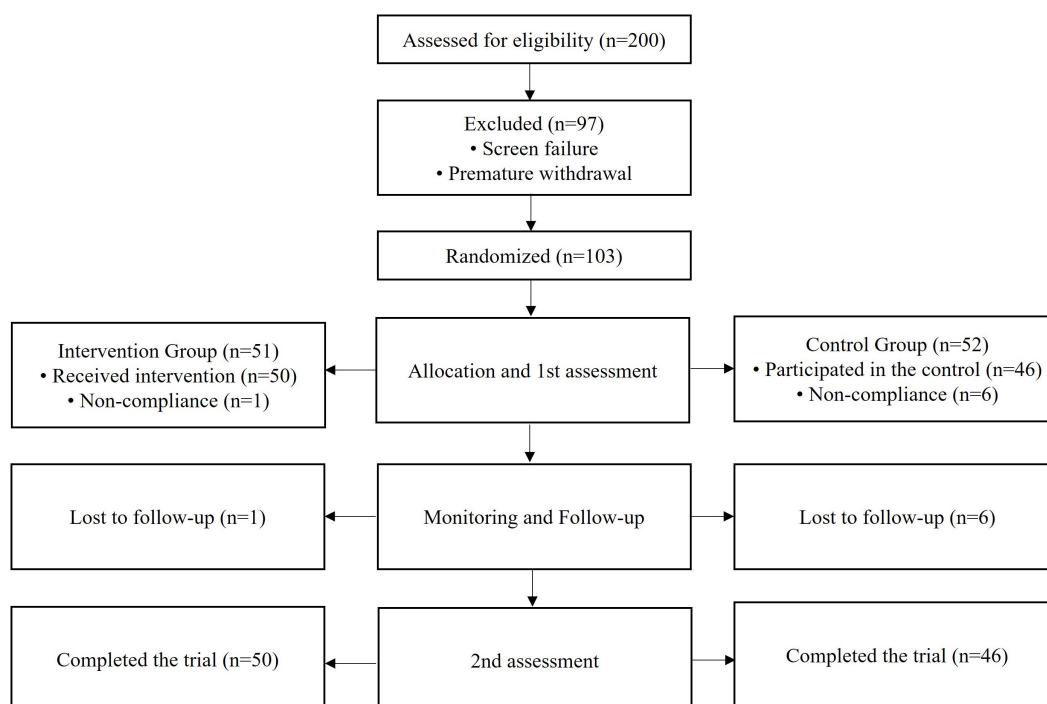 Assessed for eligibility (n=200)
Excluded (n=97)
• Screen failure
• Premature withdrawal
Randomized (n=103)
Intervention Group (n=51)
• Received intervention (n=50)
• Non-compliance (n=1)
Allocation and 1st assessment
Control Group (n=52)
• Participated in the control (n=46)
• Non-compliance (n=6)
Lost to follow-up (n=1)
Monitoring and Follow-up
Lost to follow-up (n=6)
Completed the trial (n=50)
2nd assessment
Completed the trial (n=46)